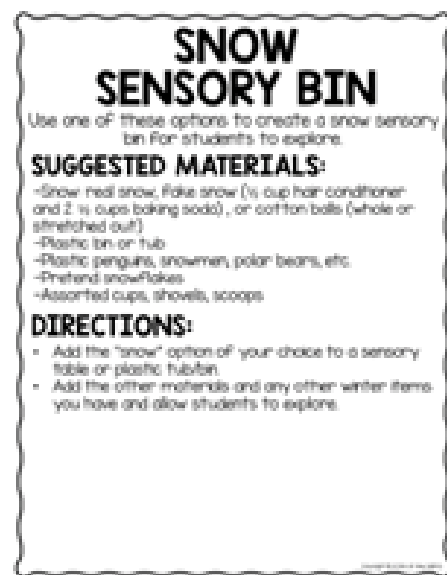 SNOW
SENSORY BIN
Use one of these options to create a snow sensory
bin for students to explore.
SUGGESTED MATERIALS:
-Snow: real snow, fake snow (½ cup hair conditioner
and 2 ½ cups baking soda), or cotton balls (whole or
stretched out)
-Plastic bin or tub
-Plastic penguins, snowmen, polar bears, etc.
-Pretend snowflakes
-Assorted cups, shovels, scoops
DIRECTIONS:
• Add the "snow" option of your choice to a sensory
table or plastic tub/bin.
• Add the other materials and any other winter items
you have and allow students to explore.